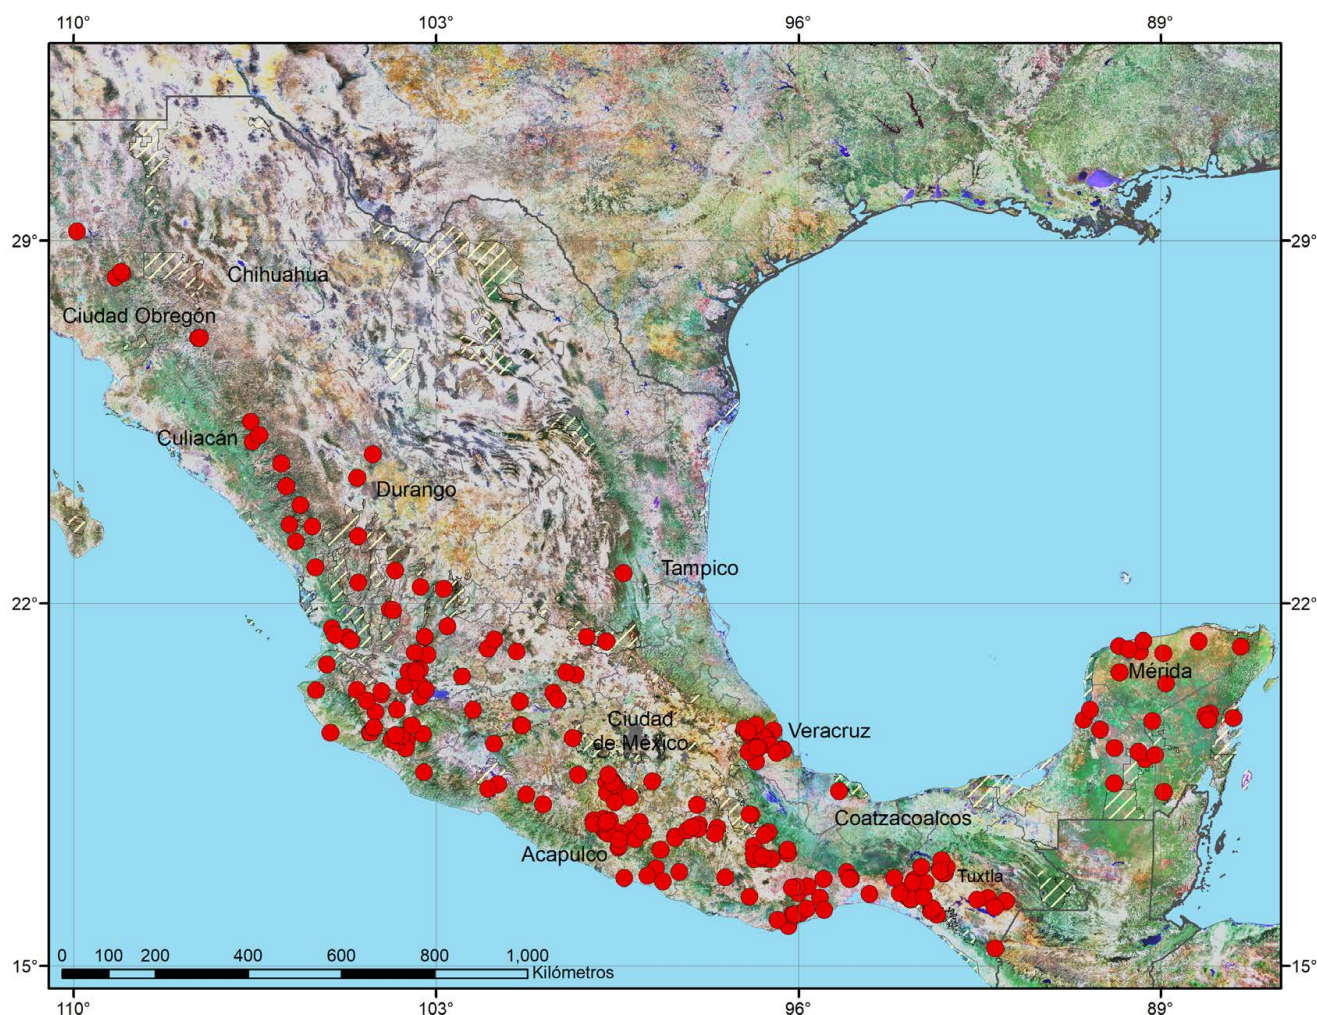 110° 103° 96° 89°
29° 29°
Chihuahua
Ciudad Obregón
Culiacán
Durango
Tampico
22° 22°
Mérida
Ciudad
de México
Veracruz
Coatzacoalcos
Acapulco
Tuxtla
0 100 200 400 600 800 1,000
Kilómetros
15° 15°
110° 103° 96° 89°